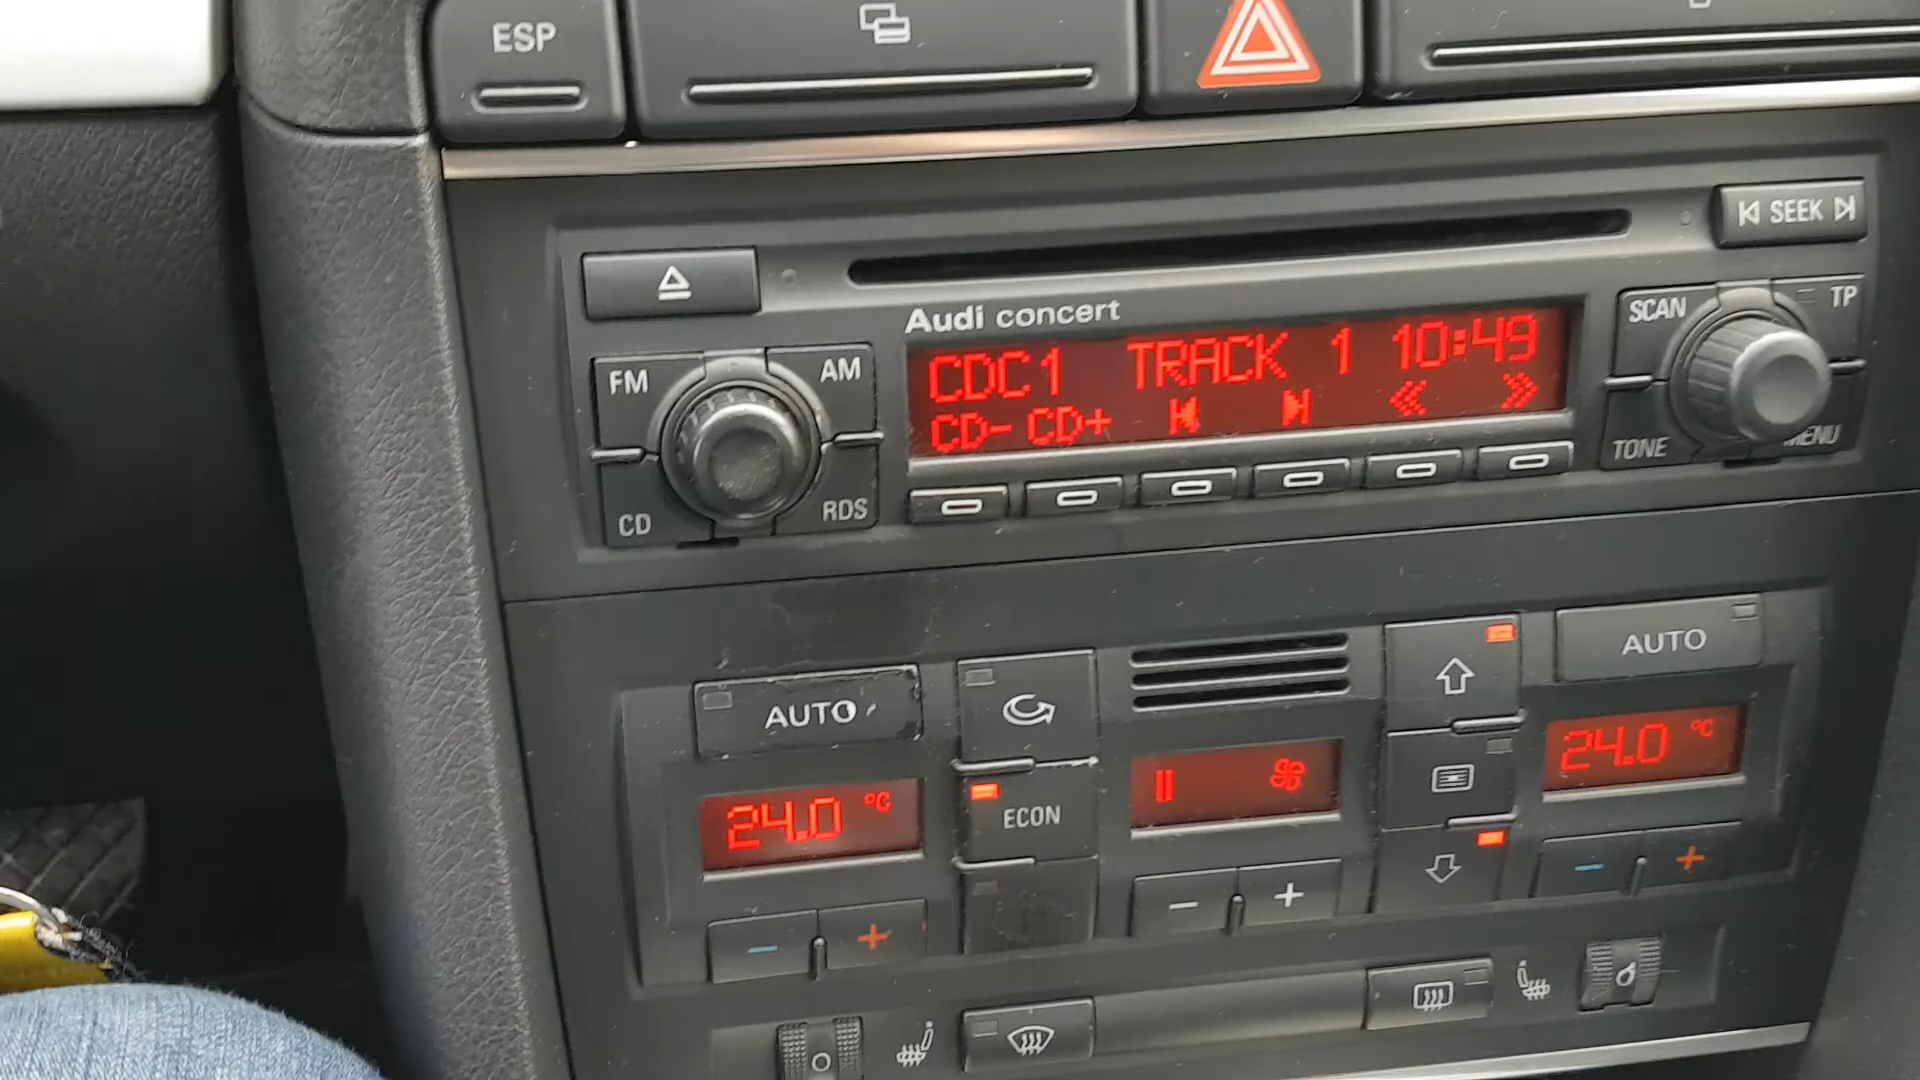 ESP
SEEK
Audi concert
SCAN
TP
FM
AM
CDC1 TRACK 1 10:49
CD- CD+
TONE
MENU
CD
RDS
AUTO
AUTO
24.0 °C
24.0 °C
ECON